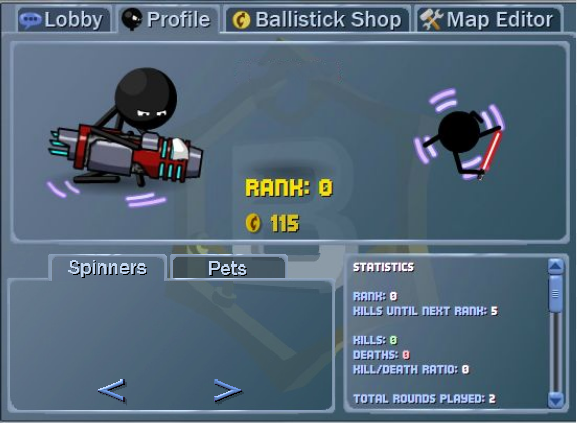 Lobby
Profile
Ballistick Shop
Map Editor
B
RANK: 0
115
Spinners
Pets
STATISTICS
RANK: 0
KILLS UNTIL NEXT RANK: 5
KILLS: 0
DEATHS: 0
KILL/DEATH RATIO: 0
TOTAL ROUNDS PLAYED: 2